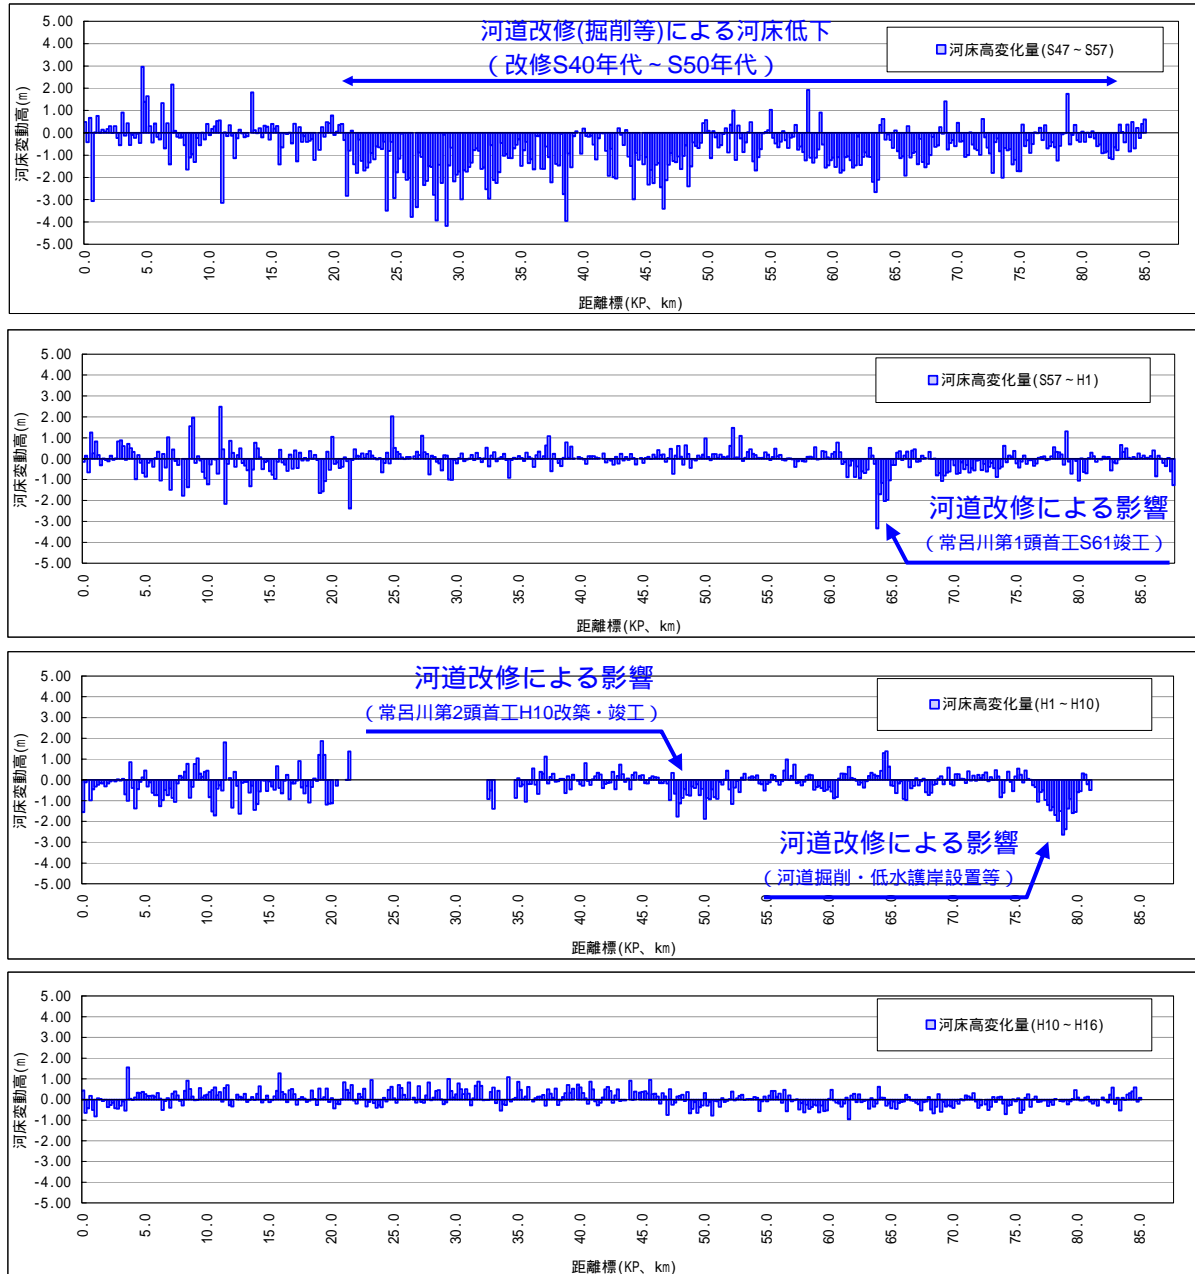 河道改修(掘削等)による河床低下
（改修S40年代～S50年代）
河床高変化量(S47～S57)
河床変動高(m)
5.00
4.00
3.00
2.00
1.00
0.00
-1.00
-2.00
-3.00
-4.00
-5.00
0.0 5.0 10.0 15.0 20.0 25.0 30.0 35.0 40.0 45.0 50.0 55.0 60.0 65.0 70.0 75.0 80.0 85.0
距離標(KP、km)
河床高変化量(S57～H1)
河床変動高(m)
5.00
4.00
3.00
2.00
1.00
0.00
-1.00
-2.00
-3.00
-4.00
-5.00
河道改修による影響
（常呂川第1頭首工S61竣工）
0.0 5.0 10.0 15.0 20.0 25.0 30.0 35.0 40.0 45.0 50.0 55.0 60.0 65.0 70.0 75.0 80.0 85.0
距離標(KP、km)
河道改修による影響
（常呂川第2頭首工H10改築・竣工）
河床高変化量(H1～H10)
河床変動高(m)
5.00
4.00
3.00
2.00
1.00
0.00
-1.00
-2.00
-3.00
-4.00
-5.00
河道改修による影響
（河道掘削・低水護岸設置等）
0.0 5.0 10.0 15.0 20.0 25.0 30.0 35.0 40.0 45.0 50.0 55.0 60.0 65.0 70.0 75.0 80.0 85.0
距離標(KP、km)
河床高変化量(H10～H16)
河床変動高(m)
5.00
4.00
3.00
2.00
1.00
0.00
-1.00
-2.00
-3.00
-4.00
-5.00
0.0 5.0 10.0 15.0 20.0 25.0 30.0 35.0 40.0 45.0 50.0 55.0 60.0 65.0 70.0 75.0 80.0 85.0
距離標(KP、km)